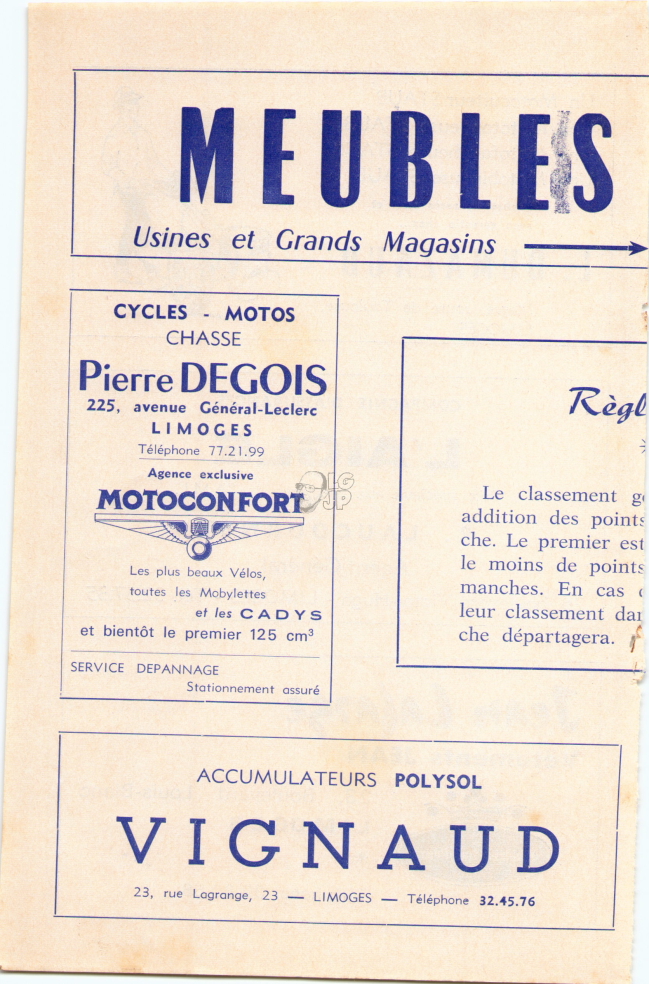 MEUBLES
Usines et Grands Magasins
CYCLES - MOTOS
CHASSE
Pierre DEGOIS
225, avenue Général-Leclerc
LIMOGES
Téléphone 77.21.99
Agence exclusive
MOTOCONFORT
LG
JP
Les plus beaux Vélos,
toutes les Mobylettes
et les CADYS
et bientôt le premier 125 cm³
SERVICE DEPANNAGE
Stationnement assuré
Règl
Le classement g
addition des points
che. Le premier est
le moins de points
manches. En cas
leur classement dan
che départagera.
ACCUMULATEURS POLYSOL
VIGNAUD
23, rue Lagrange, 23 — LIMOGES — Téléphone 32.45.76